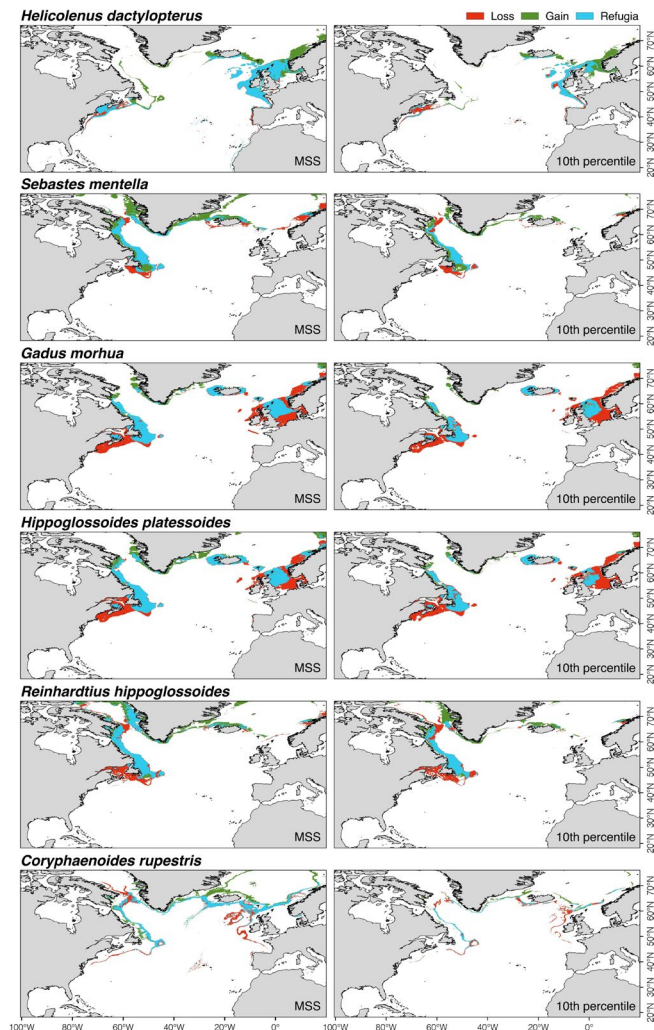 Helicolenus dactylopterus
Loss Gain Refugia
MSS
10th percentile
70°N
60°N
50°N
40°N
30°N
20°N
Sebastes mentella
MSS
10th percentile
70°N
60°N
50°N
40°N
30°N
20°N
Gadus morhua
MSS
10th percentile
70°N
60°N
50°N
40°N
30°N
20°N
Hippoglossoides platessoides
MSS
10th percentile
70°N
60°N
50°N
40°N
30°N
20°N
Reinhardtius hippoglossoides
MSS
10th percentile
70°N
60°N
50°N
40°N
30°N
20°N
Coryphaenoides rupestris
MSS
10th percentile
70°N
60°N
50°N
40°N
30°N
20°N
100°W 80°W 60°W 40°W 20°W 0° 100°W 80°W 60°W 40°W 20°W 0°